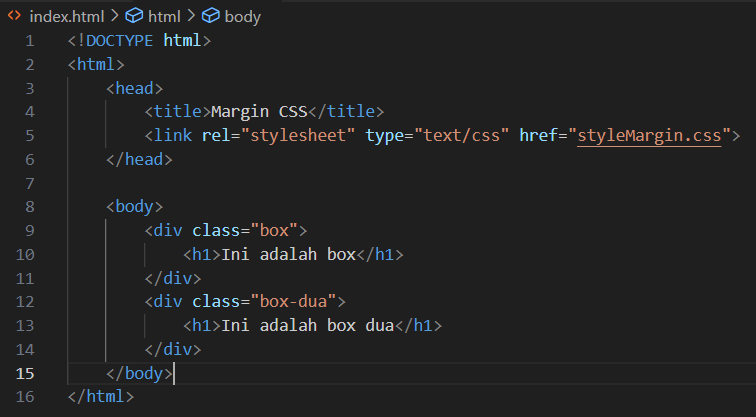 index.html > html > body
1 <!DOCTYPE html>
2 <html>
3 <head>
4 <title>Margin CSS</title>
5 <link rel="stylesheet" type="text/css" href="styleMargin.css">
6 </head>
7
8 <body>
9 <div class="box">
10 <h1>Ini adalah box</h1>
11 </div>
12 <div class="box-dua">
13 <h1>Ini adalah box dua</h1>
14 </div>
15 </body>
16 </html>